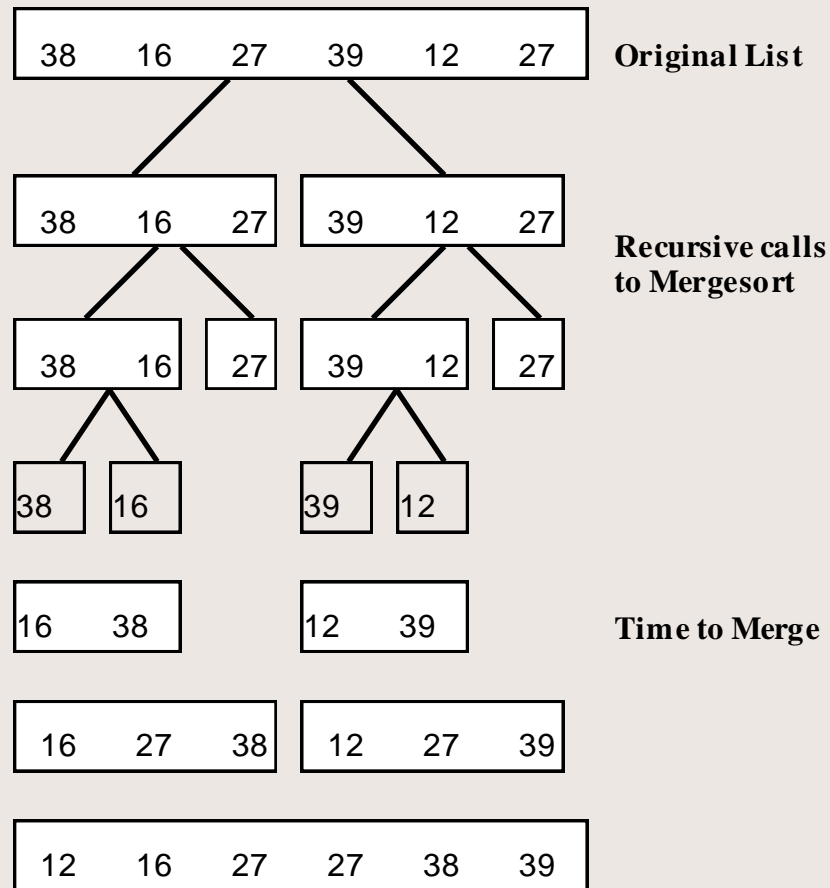 38 16 27 39 12 27 Original List
38 16 27 39 12 27
Recursive calls
to Mergesort
38 16 27 39 12 27
38 16 39 12
16 38 12 39 Time to Merge
16 27 38 12 27 39
12 16 27 27 38 39